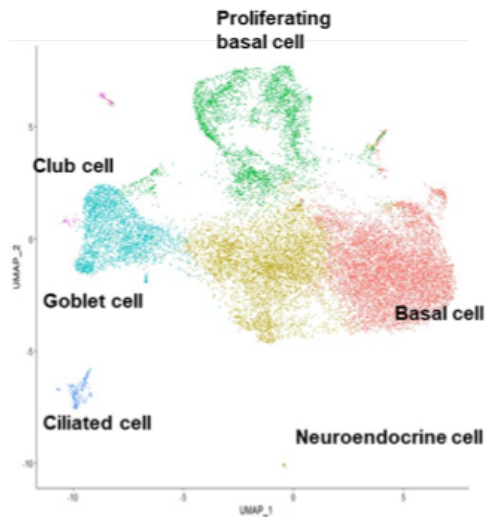 Proliferating
basal cell
5
Club cell
0
UMAP_2
Goblet cell
Basal cell
-5
Ciliated cell
Neuroendocrine cell
-10
-10
-5
0
5
UMAP_1